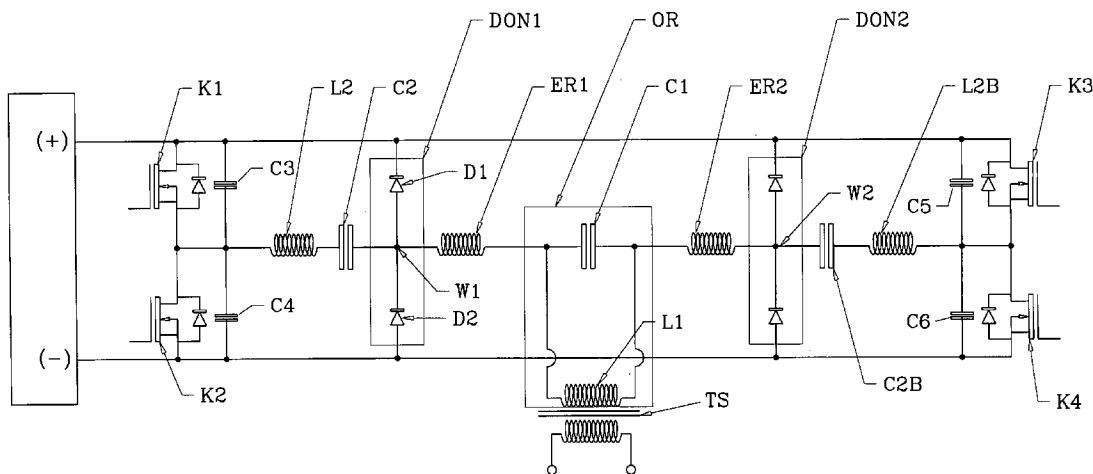 DON1
OR
DON2
K1
L2
C2
ER1
C1
ER2
L2B
K3
(+)
C3
D1
W2
C5
W1
C4
D2
L1
C6
(-)
K2
TS
C2B
K4